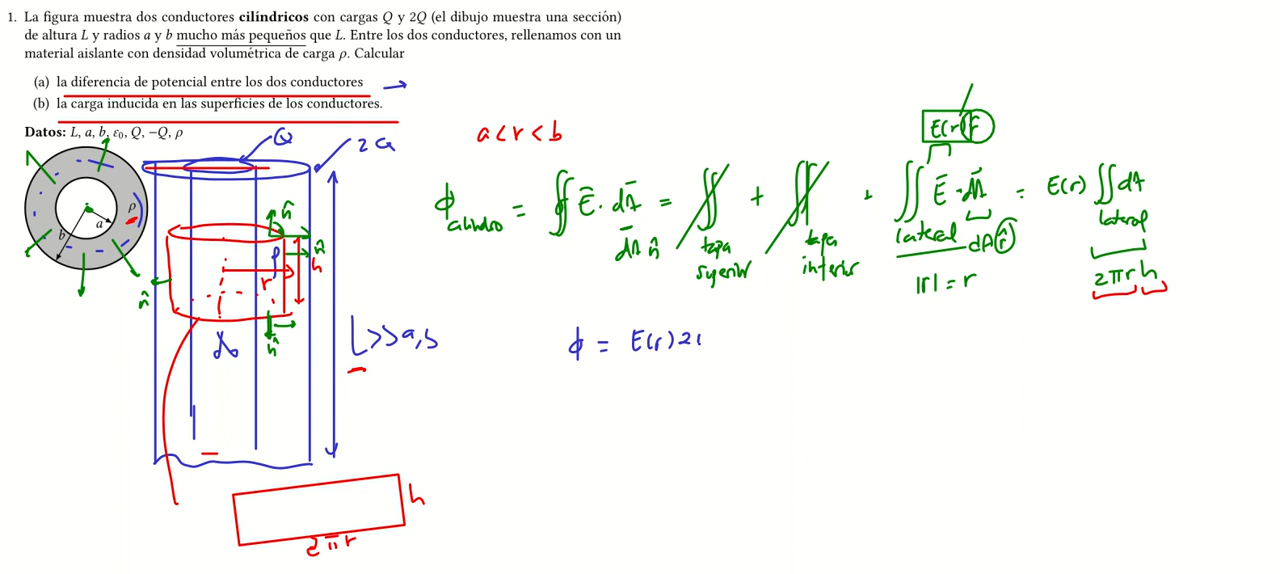 1. La figura muestra dos conductores cilíndricos con cargas Q y 2Q (el dibujo muestra una sección)
de altura L y radios a y b mucho más pequeños que L. Entre los dos conductores, rellenamos con un
material aislante con densidad volumétrica de carga ρ. Calcular
(a) la diferencia de potencial entre los dos conductores →
(b) la carga inducida en las superficies de los conductores.
Datos: L, a, b, ε₀, Q, −Q, ρ
Q
2Q
a < r < b
E(r) r̂
ϕ cilindro = ∯ Ē · dĀ = ∬ + ∬ + ∬ Ē · dĀ = E(r) ∬ dA
dA n̂
tapa superior
tapa inferior
lateral
dA r̂
lateral
|r| = r
2πrh
ρ
a
b
n̂
n̂
n̂
n̂
ρ
r
h
L >> a,b
ϕ = E(r) 2
h
2πr